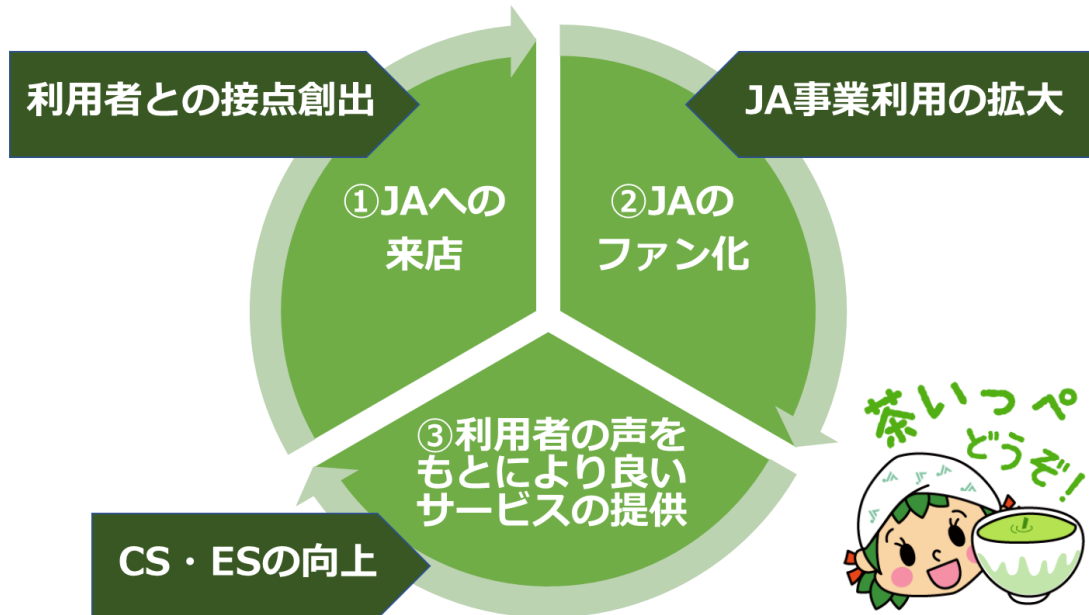 利用者との接点創出
JA事業利用の拡大
①JAへの
来店
②JAの
ファン化
③利用者の声を
もとにより良い
サービスの提供
CS・ESの向上
茶いっぺ
どうぞ！
JA JA JA